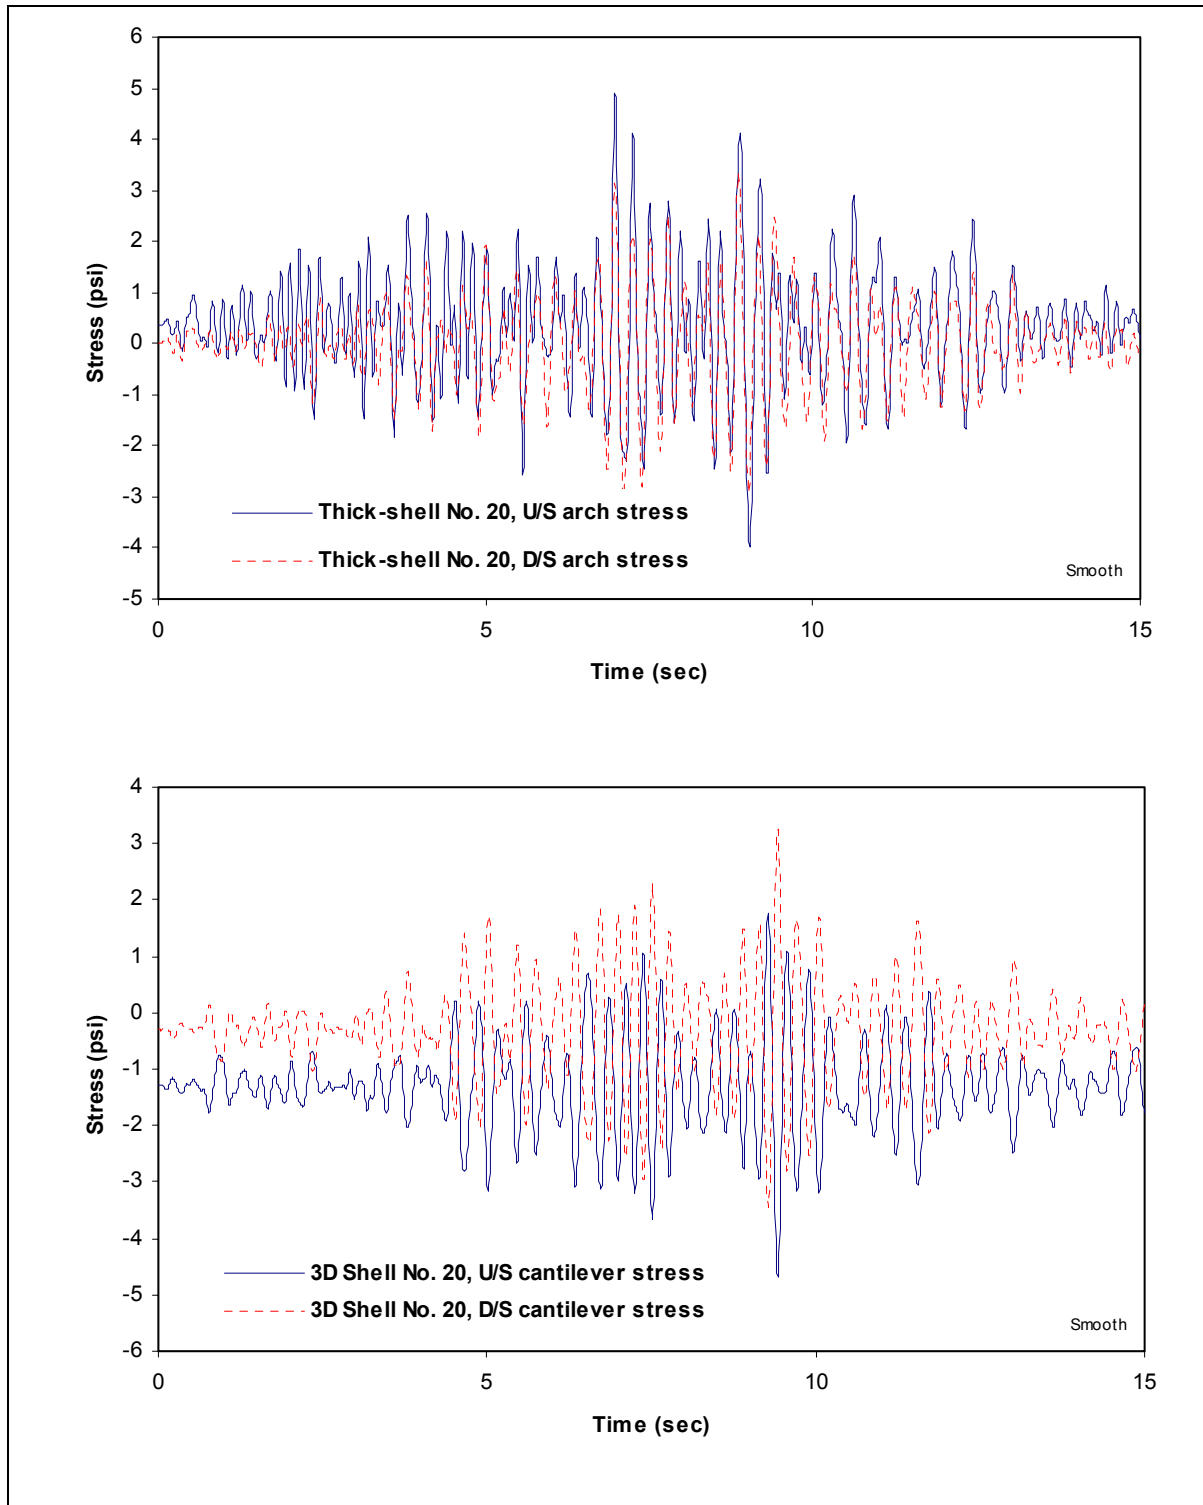 6
5
4
3
2
1
0
-1
-2
-3
-4
-5
Stress (psi)
Thick-shell No. 20, U/S arch stress
Thick-shell No. 20, D/S arch stress
Smooth
0 5 10 15
Time (sec)
4
3
2
1
0
-1
-2
-3
-4
-5
-6
Stress (psi)
3D Shell No. 20, U/S cantilever stress
3D Shell No. 20, D/S cantilever stress
Smooth
0 5 10 15
Time (sec)